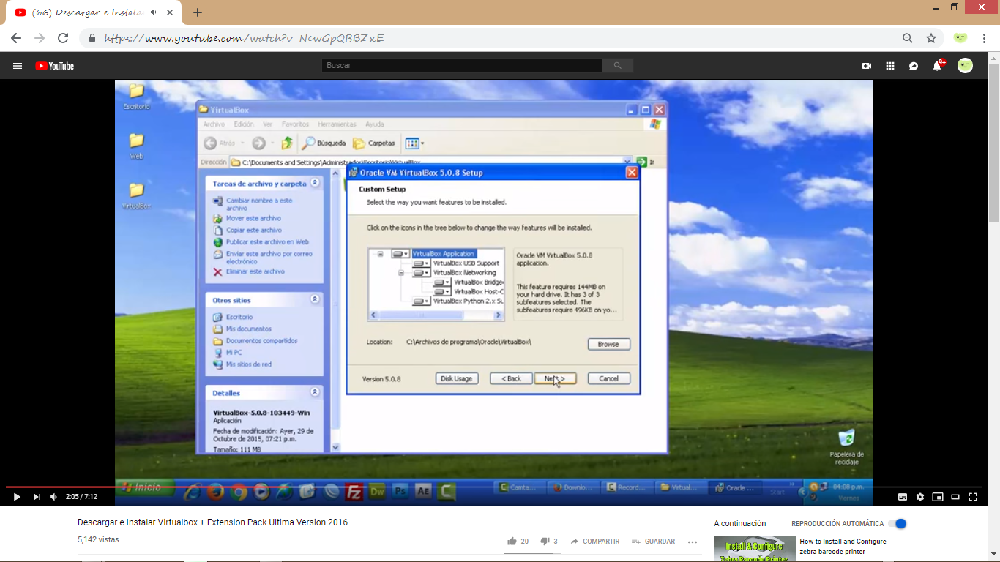 (66) Descargar e Instala
https://www.youtube.com/watch?v=NcwGpQBBZxE
YouTube
Buscar
9+
Escritorio
Web
VirtualBox
VirtualBox
Archivo Edición Ver Favoritos Herramientas Ayuda
Atrás Búsqueda Carpetas
Dirección C:\Documents and Settings\Administrador\Escritorio\VirtualBox Ir
Tareas de archivo y carpeta
Cambiar nombre a este
archivo
Mover este archivo
Copiar este archivo
Publicar este archivo en Web
Enviar este archivo por correo
electrónico
Eliminar este archivo
Otros sitios
Escritorio
Mis documentos
Documentos compartidos
Mi PC
Mis sitios de red
Detalles
VirtualBox-5.0.8-103449-Win
Aplicación
Fecha de modificación: Ayer, 29 de
Octubre de 2015, 07:21 p.m.
Tamaño: 111 MB
Oracle VM VirtualBox 5.0.8 Setup
Custom Setup
Select the way you want features to be installed.
Click on the icons in the tree below to change the way features will be installed.
VirtualBox Application
VirtualBox USB Support
VirtualBox Networking
VirtualBox Bridge
VirtualBox Host-C
VirtualBox Python 2.x Su
Oracle VM VirtualBox 5.0.8
application.
This feature requires 144MB on
your hard drive. It has 3 of 3
subfeatures selected. The
subfeatures require 496KB on yo...
Location: C:\Archivos de programa\Oracle\VirtualBox\
Browse
Version 5.0.8
Disk Usage
< Back
Next >
Cancel
Papelera de
reciclaje
Inicio
Dw Ps AE
Camta... Downlo... Record... Virtual... Oracle ... Start
04:08 p.m.
Viernes
2:05 / 7:12
Descargar e Instalar Virtualbox + Extension Pack Ultima Version 2016
5,142 vistas
20 3 COMPARTIR GUARDAR
A continuación REPRODUCCIÓN AUTOMÁTICA
Install & Configure
Zebra Barcode Printer
How to Install and Configure
zebra barcode printer